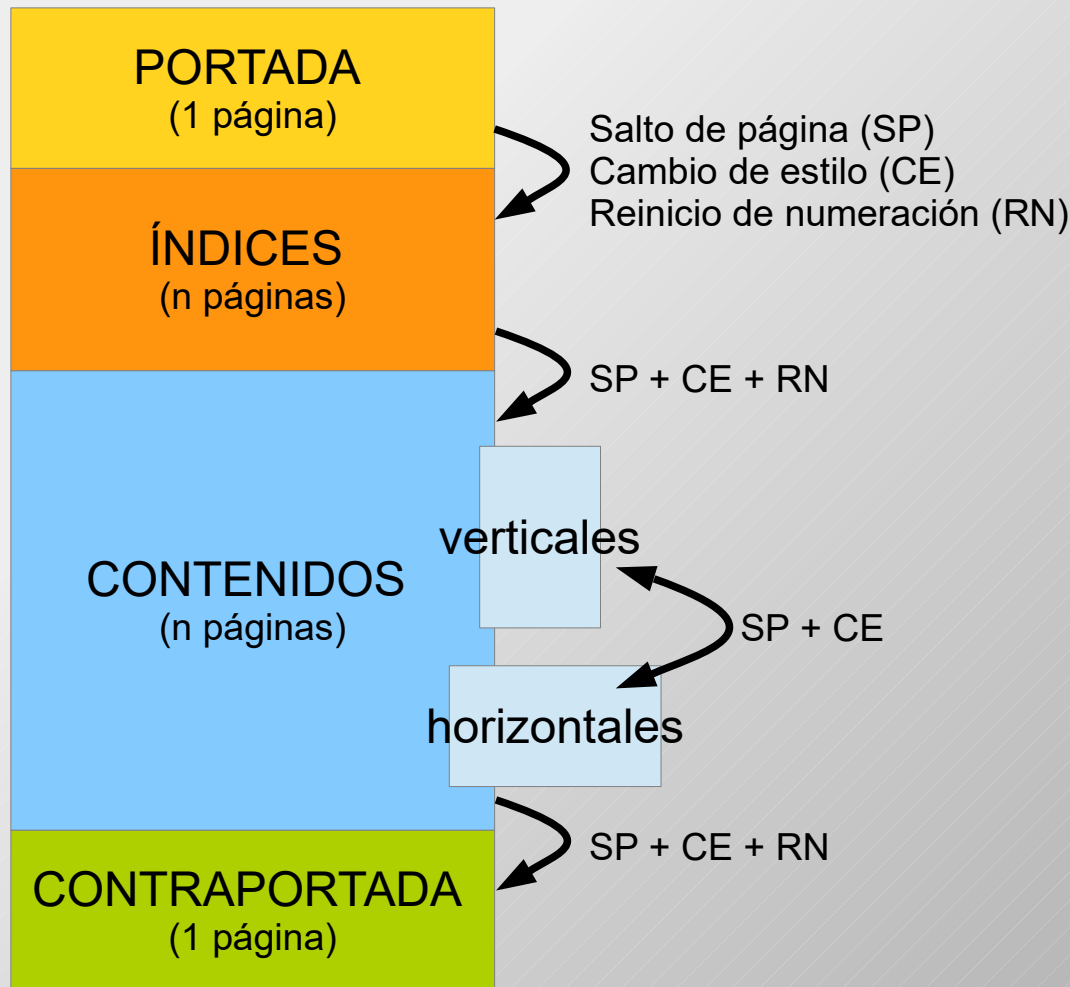 PORTADA
(1 página)
Salto de página (SP)
Cambio de estilo (CE)
Reinicio de numeración (RN)
ÍNDICES
(n páginas)
SP + CE + RN
verticales
CONTENIDOS
(n páginas)
SP + CE
horizontales
SP + CE + RN
CONTRAPORTADA
(1 página)